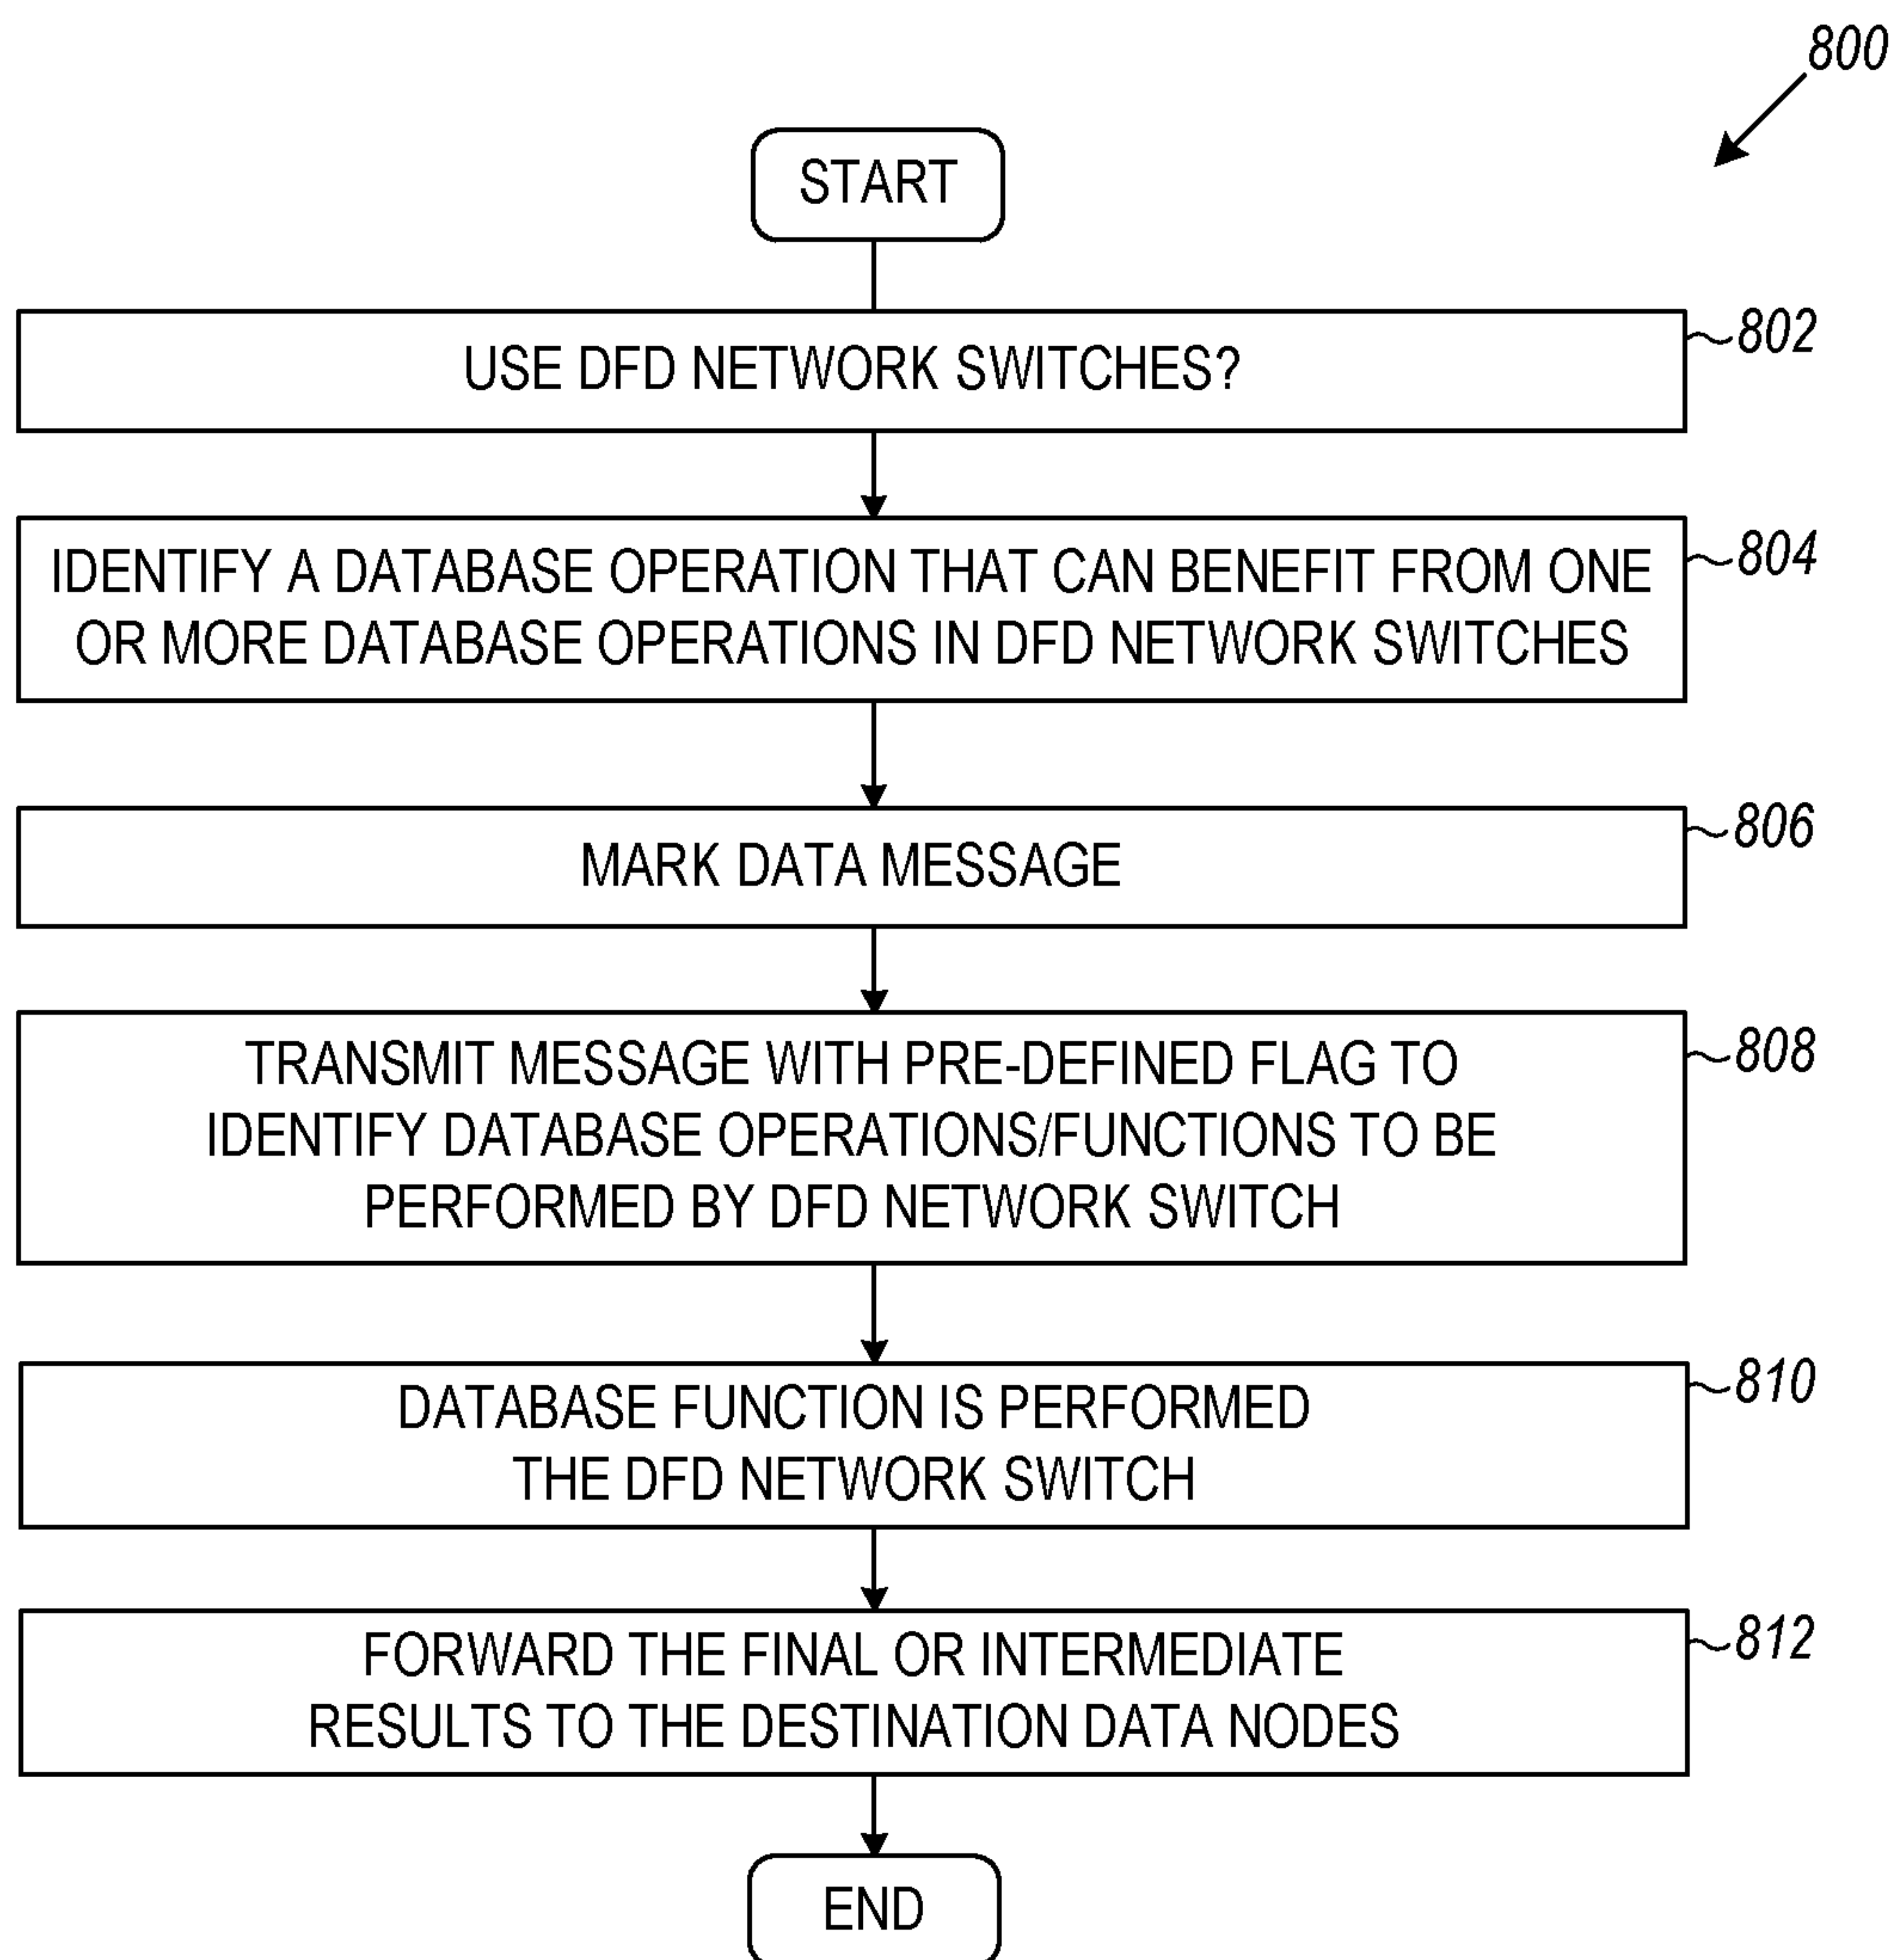 800
START
USE DFD NETWORK SWITCHES?
802
IDENTIFY A DATABASE OPERATION THAT CAN BENEFIT FROM ONE
OR MORE DATABASE OPERATIONS IN DFD NETWORK SWITCHES
804
MARK DATA MESSAGE
806
TRANSMIT MESSAGE WITH PRE-DEFINED FLAG TO
IDENTIFY DATABASE OPERATIONS/FUNCTIONS TO BE
PERFORMED BY DFD NETWORK SWITCH
808
DATABASE FUNCTION IS PERFORMED
THE DFD NETWORK SWITCH
810
FORWARD THE FINAL OR INTERMEDIATE
RESULTS TO THE DESTINATION DATA NODES
812
END